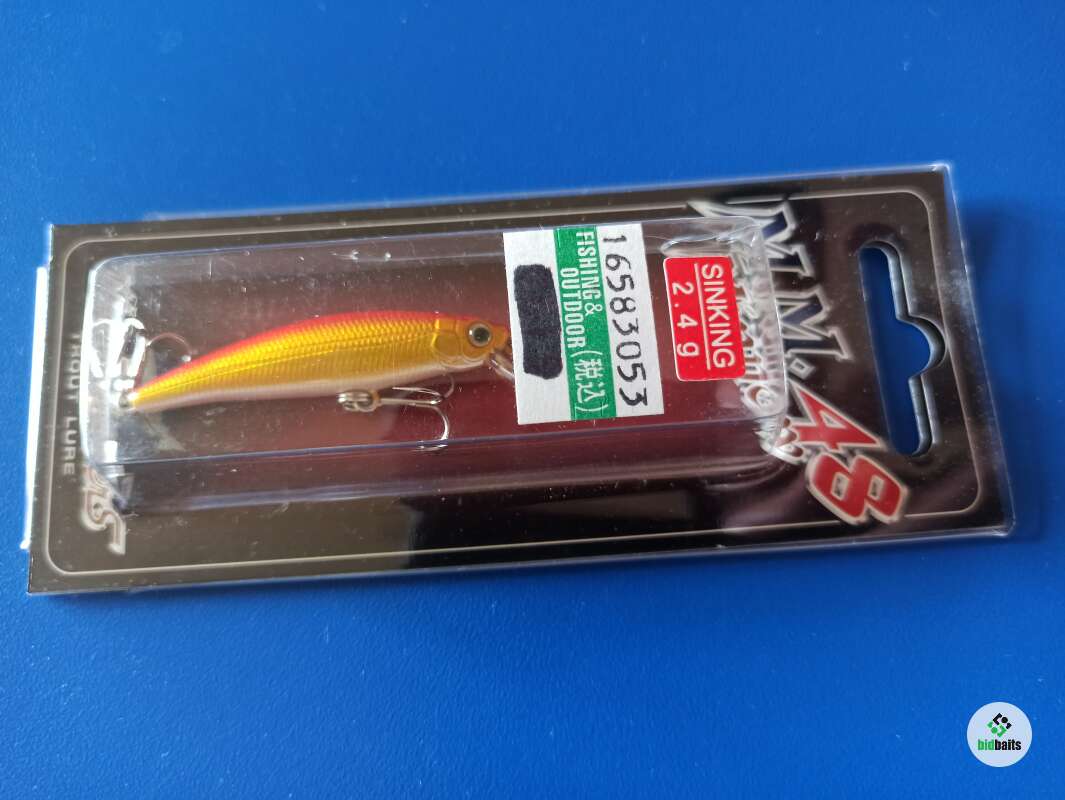 M.M. 48
SINKING
2.4g
16583053
FISHING&
OUTDOOR(税込)
TROUT LURE
bidbaits